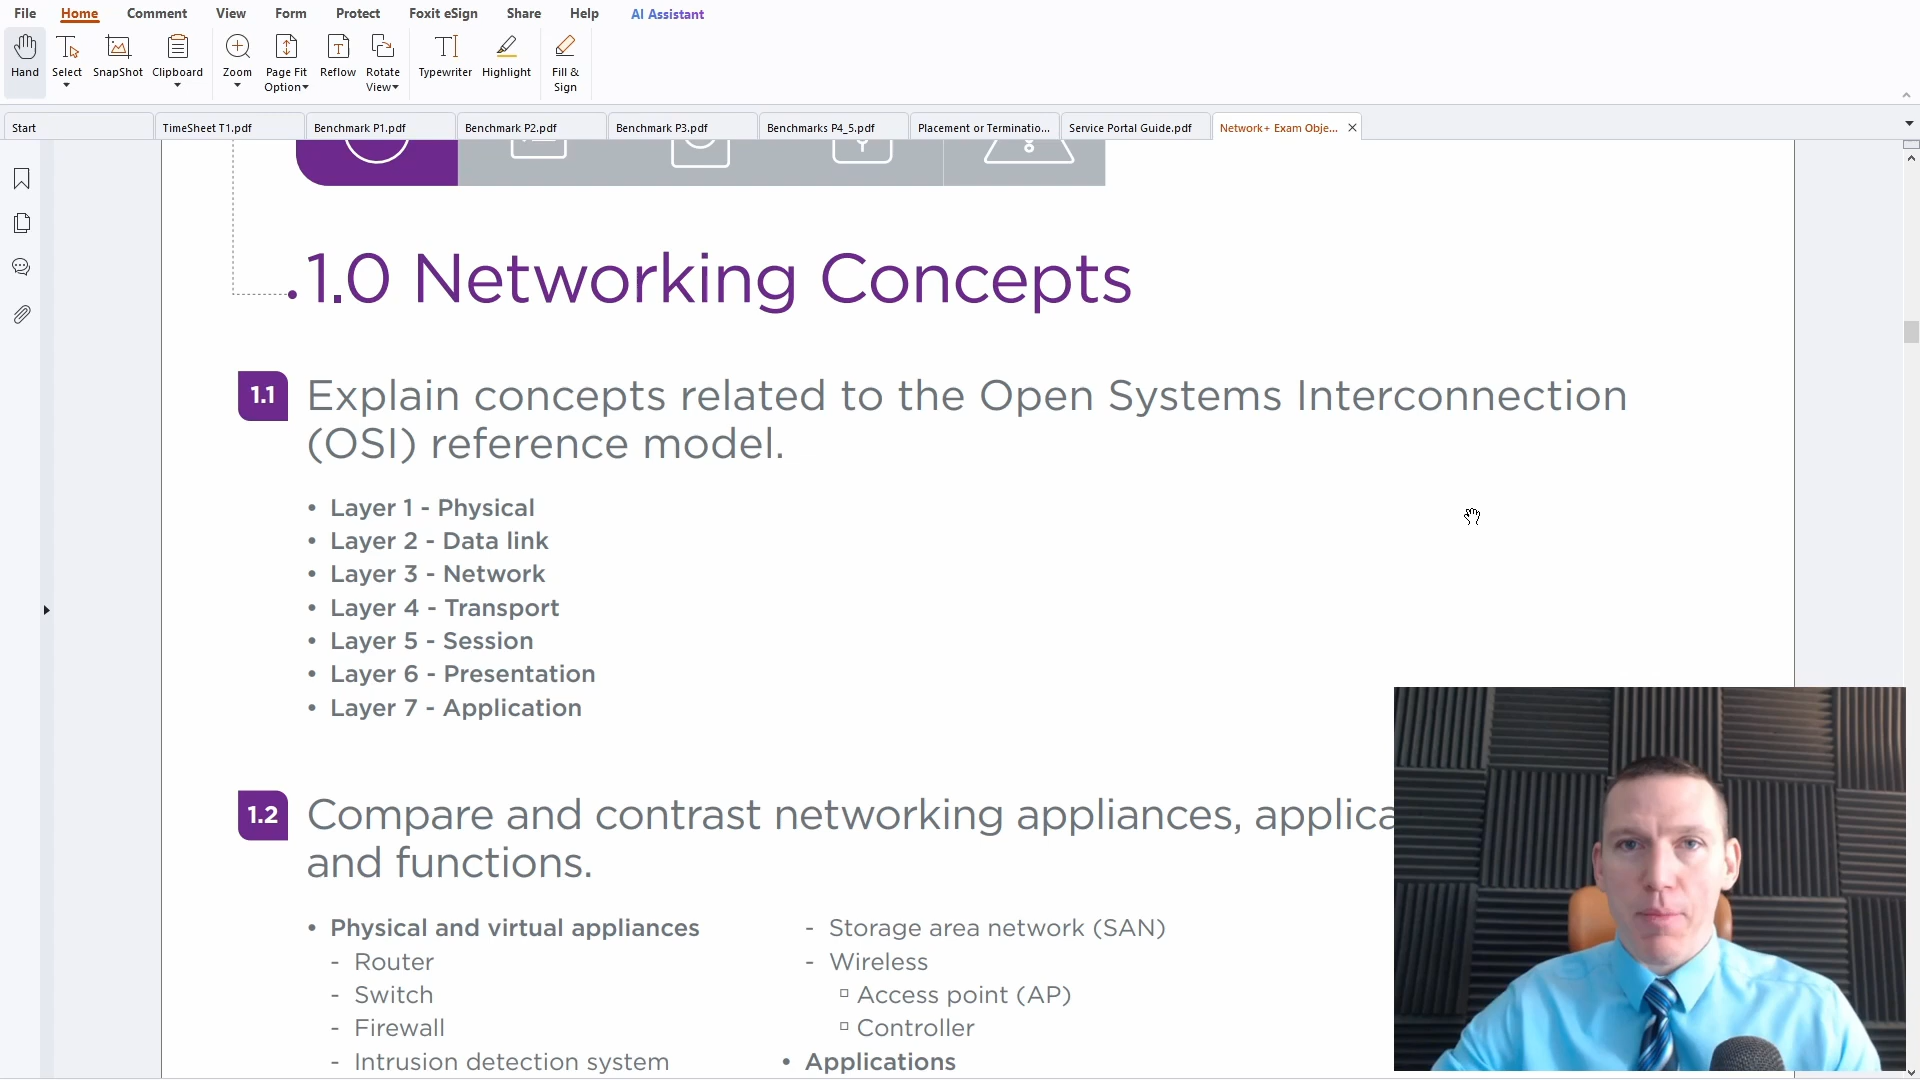 File Home Comment View Form Protect Foxit eSign Share Help AI Assistant
Hand Select SnapShot Clipboard Zoom Page Fit Option Reflow Rotate View Typewriter Highlight Fill & Sign
Start TimeSheet T1.pdf Benchmark P1.pdf Benchmark P2.pdf Benchmark P3.pdf Benchmarks P4_5.pdf Placement or Terminatio... Service Portal Guide.pdf Network+ Exam Obje...
1.0 Networking Concepts
1.1 Explain concepts related to the Open Systems Interconnection
(OSI) reference model.
• Layer 1 - Physical
• Layer 2 - Data link
• Layer 3 - Network
• Layer 4 - Transport
• Layer 5 - Session
• Layer 6 - Presentation
• Layer 7 - Application
1.2 Compare and contrast networking appliances, applica
and functions.
• Physical and virtual appliances
- Router
- Switch
- Firewall
- Intrusion detection system
- Storage area network (SAN)
- Wireless
▫ Access point (AP)
▫ Controller
• Applications